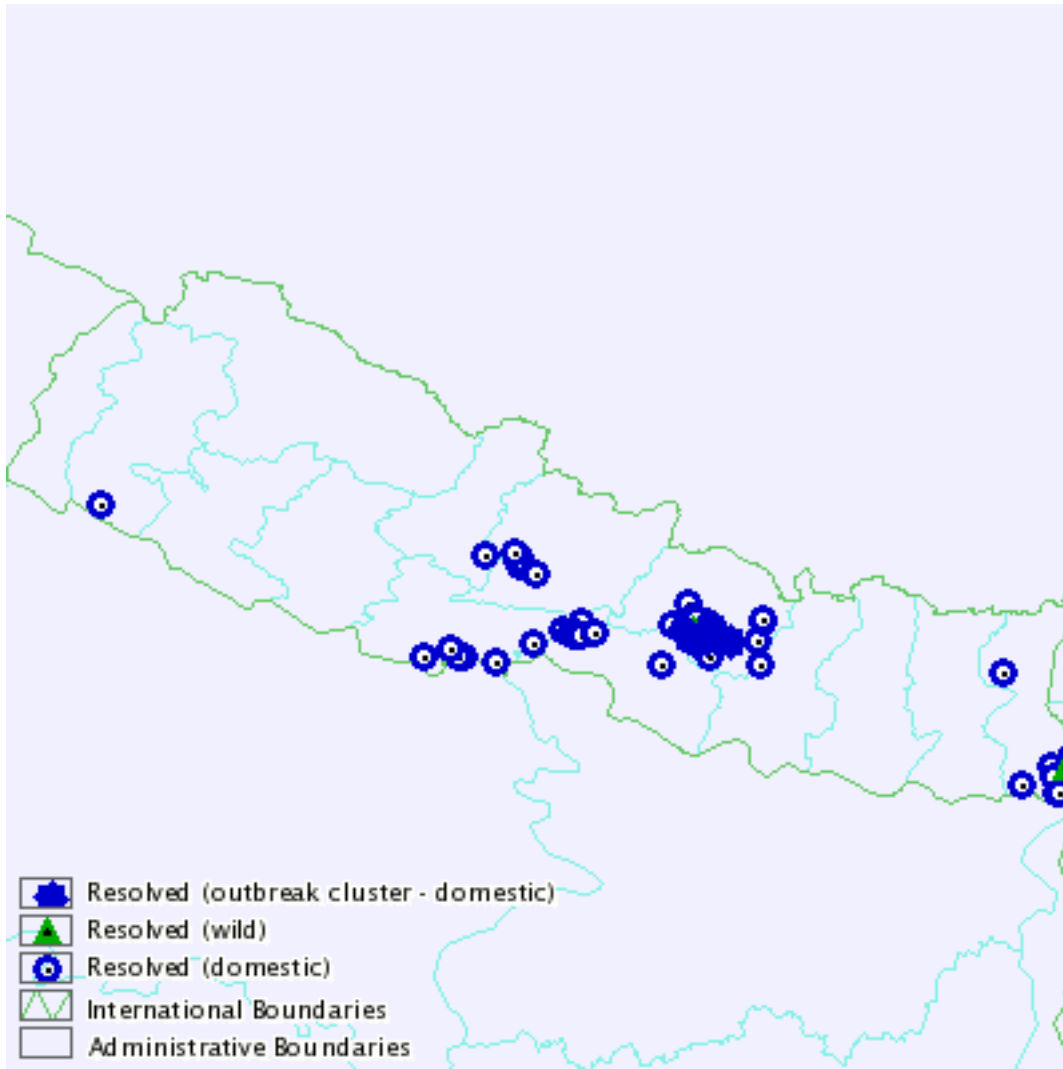 Resolved (outbreak cluster - domestic)
Resolved (wild)
Resolved (domestic)
International Boundaries
Administrative Boundaries